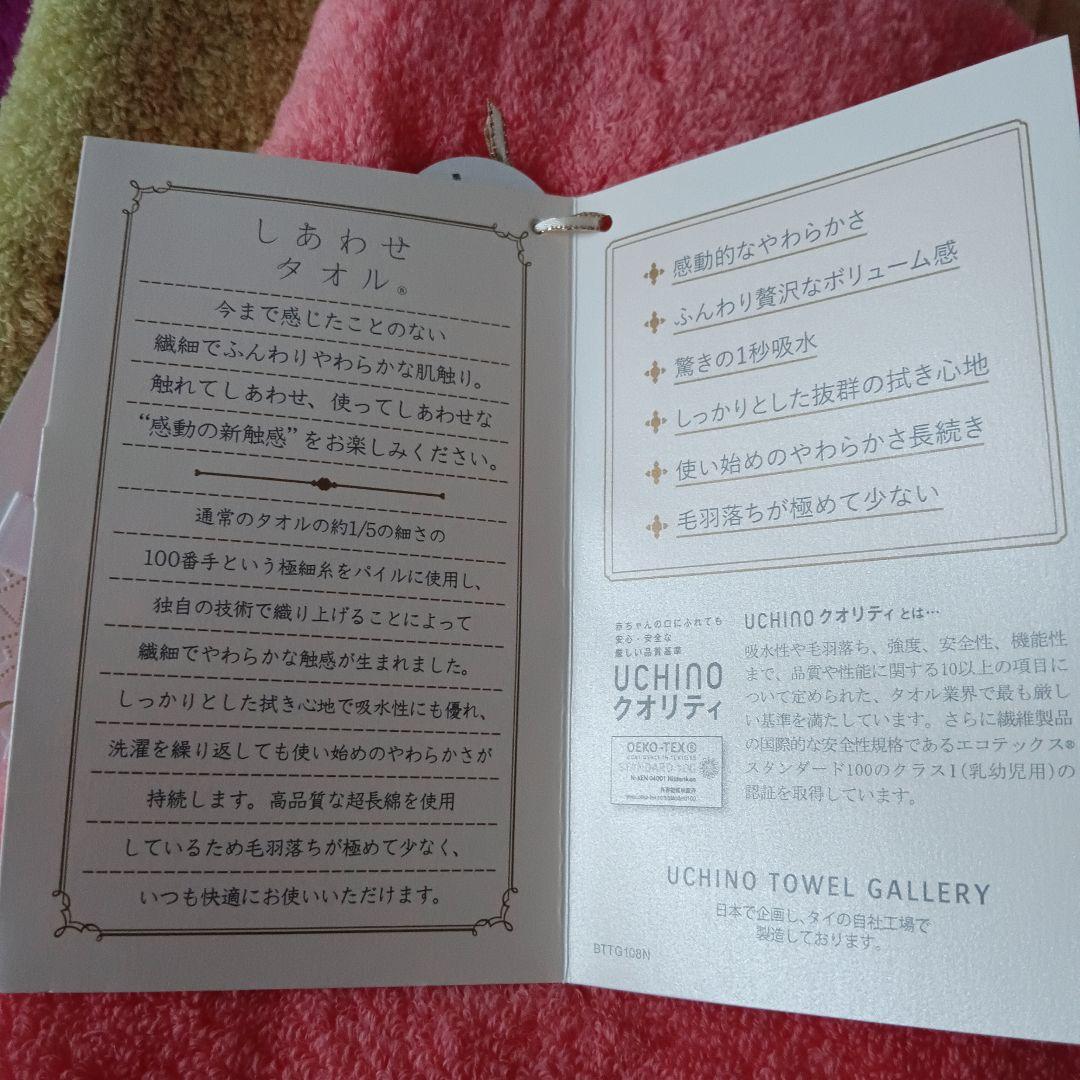 しあわせ
タオル®
今まで感じたことのない
繊細でふんわりやわらかな肌触り。
触れてしあわせ、使ってしあわせな
“感動の新触感”をお楽しみください。
通常のタオルの約1/5の細さの
100番手という極細糸をパイルに使用し、
独自の技術で織り上げることによって
繊細でやわらかな触感が生まれました。
しっかりとした拭き心地で吸水性にも優れ、
洗濯を繰り返しても使い始めのやわらかさが
持続します。高品質な超長綿を使用
しているため毛羽落ちが極めて少なく、
いつも快適にお使いいただけます。
感動的なやわらかさ
ふんわり贅沢なボリューム感
驚きの1秒吸水
しっかりとした抜群の拭き心地
使い始めのやわらかさ長続き
毛羽落ちが極めて少ない
赤ちゃんの口にふれても
安心・安全な
厳しい品質基準
UCHINO
クオリティ
OEKO-TEX®
STANDARD 100
N-KEN 04001 Nissenken
UCHINOクオリティとは…
吸水性や毛羽落ち、強度、安全性、機能性
まで、品質や性能に関する10以上の項目に
ついて定められた、タオル業界で最も厳し
い基準を満たしています。さらに繊維製品
の国際的な安全性規格であるエコテックス®
スタンダード100のクラスⅠ(乳幼児用)の
認証を取得しています。
UCHINO TOWEL GALLERY
日本で企画し、タイの自社工場で
製造しております。
BTTG108N